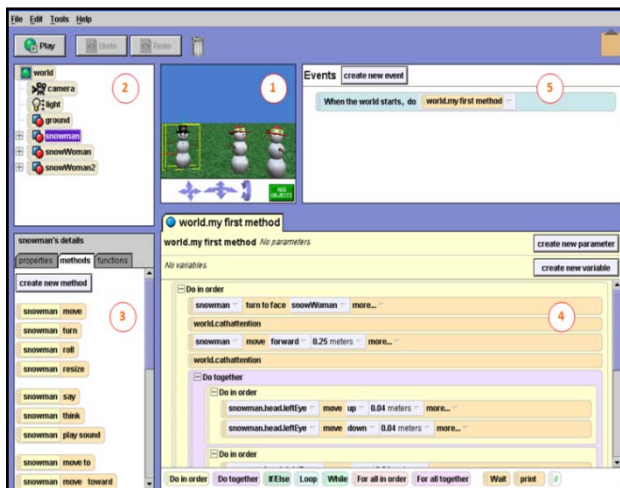 File Edit Tools Help
Play Undo Redo
world
camera
light
ground
snowman
snowWoman
snowWoman2
2
1
ADD OBJECTS
Events create new event
5
When the world starts, do world.my first method
snowman's details
properties methods functions
create new method
snowman move
snowman turn
snowman roll
snowman resize
snowman say
snowman think
snowman play sound
snowman move to
snowman move toward
3
world.my first method
world.my first method No parameters
create new parameter
No variables
create new variable
Do in order
snowman turn to face snowWoman more...
4
world.cathattention
snowman move forward 0.25 meters more...
world.cathattention
Do together
Do in order
snowman.head.leftEye move up 0.04 meters more...
snowman.head.leftEye move down 0.04 meters more...
Do in order
Do in order Do together If/Else Loop While For all in order For all together Wait print //